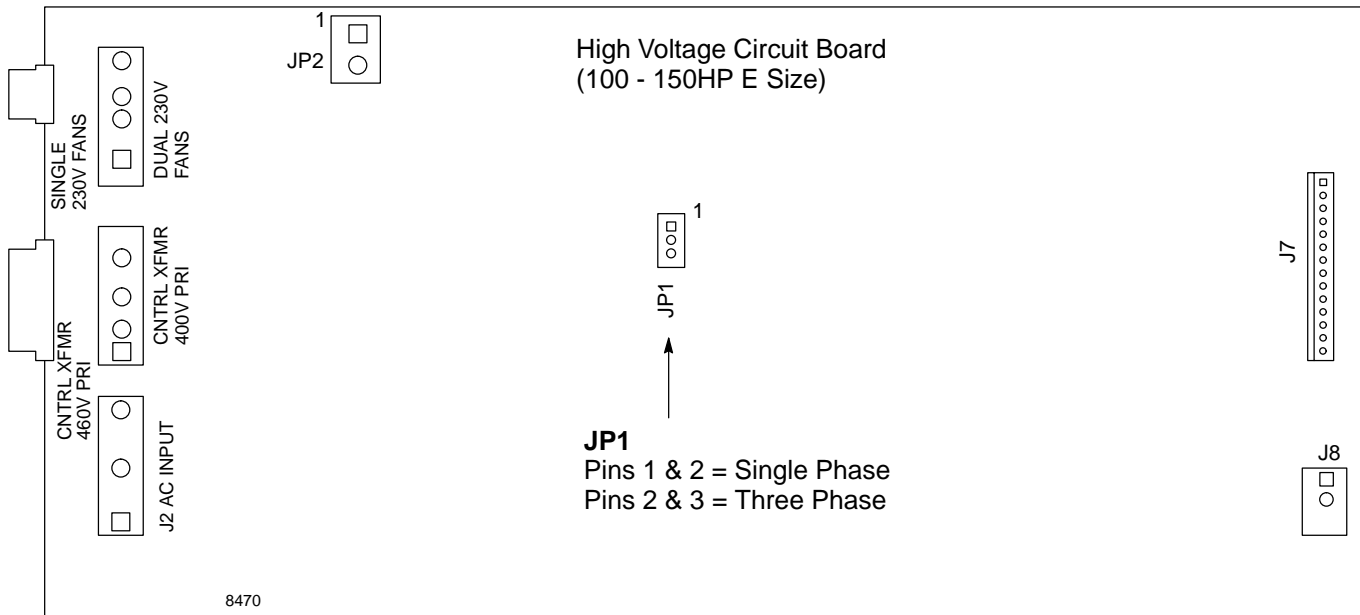 1
JP2
High Voltage Circuit Board
(100 - 150HP E Size)
SINGLE
230V FANS
DUAL 230V
FANS
1
JP1
J7
CNTRL XFMR
460V PRI
CNTRL XFMR
400V PRI
JP1
Pins 1 & 2 = Single Phase
Pins 2 & 3 = Three Phase
J2 AC INPUT
J8
8470